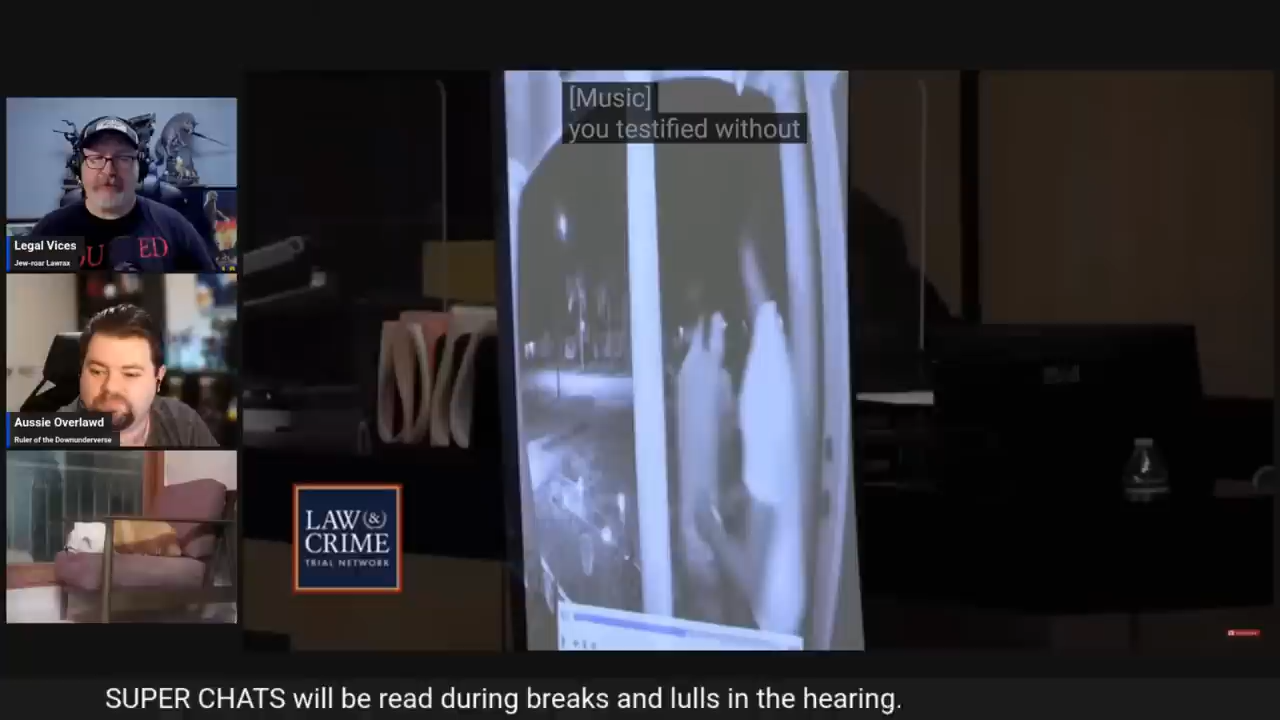 [Music]
you testified without
Legal Vices
Jew-roar Lawrax
Aussie Overlawd
Ruler of the Downunderverse
LAW &
CRIME
TRIAL NETWORK
SUPER CHATS will be read during breaks and lulls in the hearing.